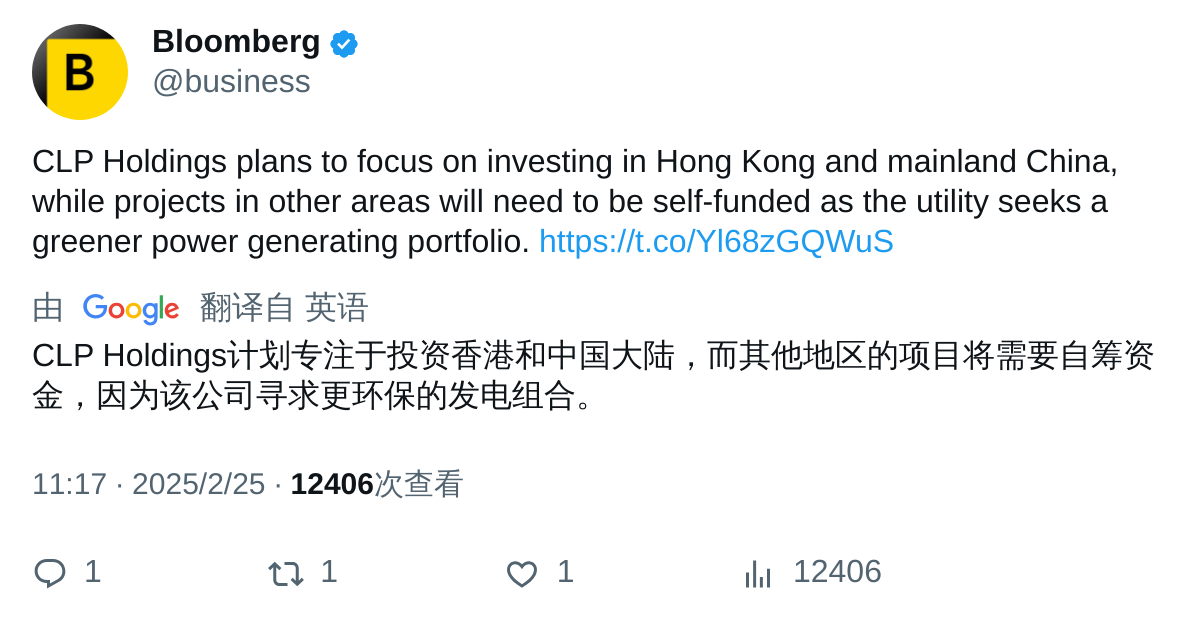 B
Bloomberg
@business
CLP Holdings plans to focus on investing in Hong Kong and mainland China,
while projects in other areas will need to be self-funded as the utility seeks a
greener power generating portfolio. https://t.co/Yl68zGQWuS
由 Google 翻译自 英语
CLP Holdings计划专注于投资香港和中国大陆，而其他地区的项目将需要自筹资
金，因为该公司寻求更环保的发电组合。
11:17 · 2025/2/25 · 12406次查看
1 1 1 12406